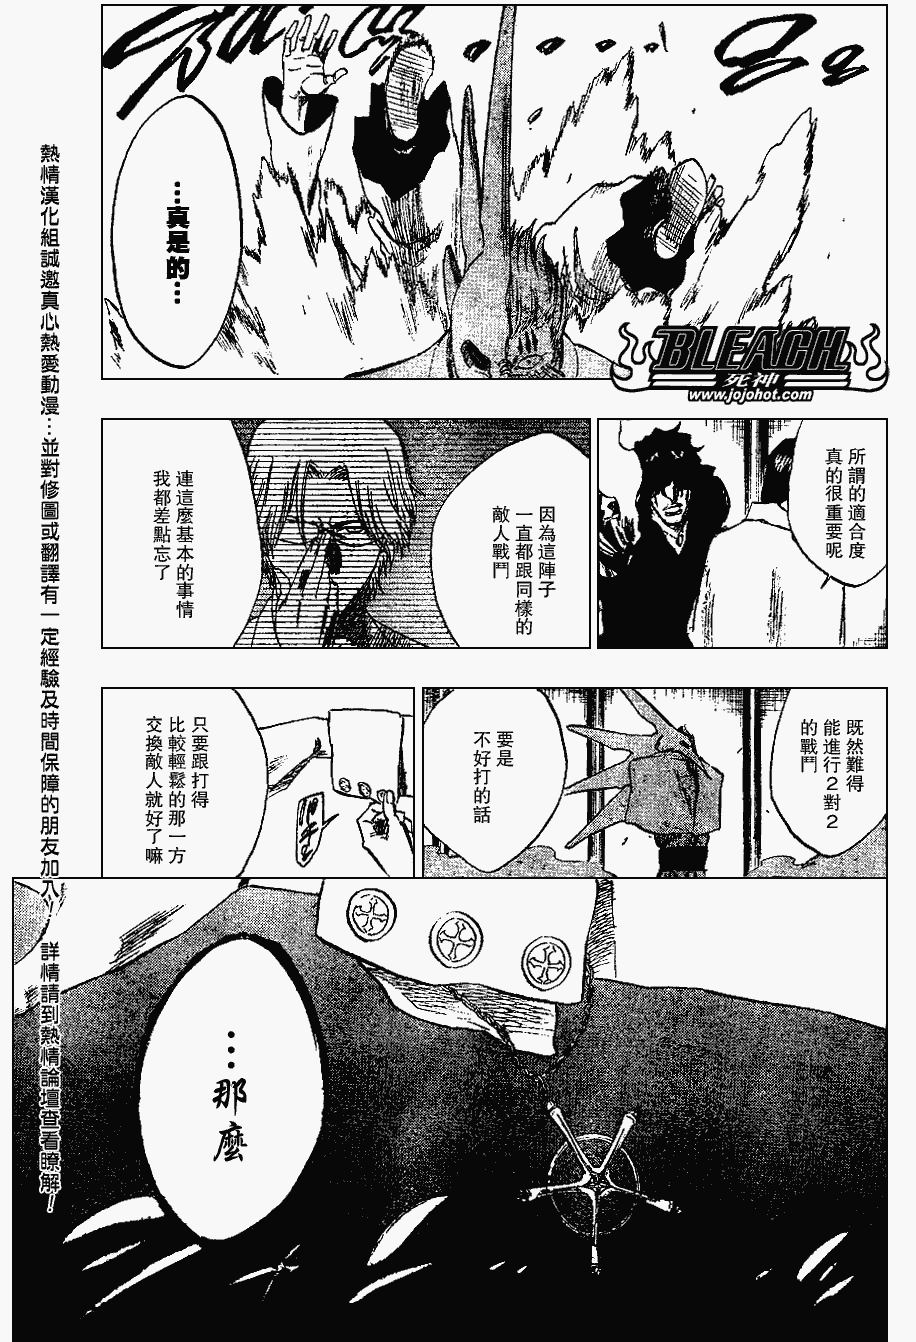 …真是的…
BLEACH
死神
www.jojohot.com
所謂的適合度
真的很重要呢
因為這陣子
一直都跟同樣的
敵人戰鬥
連這麼基本的事情
我都差點忘了
既然難得
能進行2對2
的戰鬥
要是
不好打的話
只要跟打得
比較輕鬆的那一方
交換敵人就好了嘛
…那麼
熱情漢化組誠邀真心熱愛動漫…並對修圖或翻譯有一定經驗及時間保障的朋友加入！ 詳情請到熱情論壇查看瞭解！